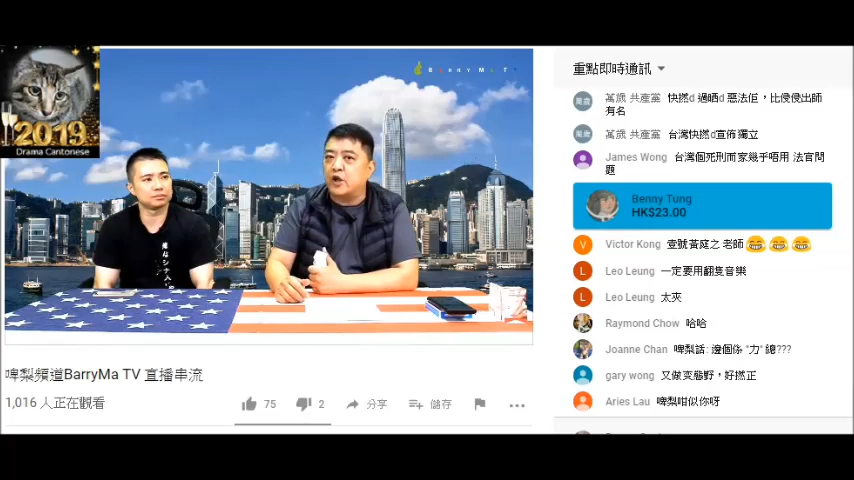 BARRYMA T
2019
Drama Cantonese
啤梨頻道BarryMa TV 直播串流
1,016 人正在觀看
75
2
分享
儲存
重點即時通訊
萬歲 共產黨 快撚d 過晒d 惡法佢，比侵侵出師
有名
萬歲 共產黨 台灣快撚d宣佈獨立
James Wong 台灣個死刑而家幾乎唔用 法官問
題
Benny Tung
HK$23.00
V Victor Kong 壹號黃庭之 老師😂😂😂
L Leo Leung 一定要用翻隻音樂
L Leo Leung 太夾
Raymond Chow 哈哈
Joanne Chan 啤梨話: 邊個係 "力" 總???
gary wong 又做変態野，好撚正
Aries Lau 啤梨咁似你呀